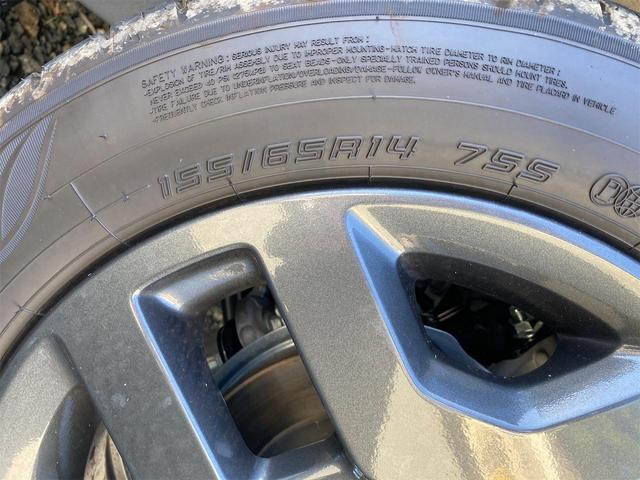 SAFETY WARNING: SERIOUS INJURY MAY RESULT FROM:
-EXPLOSION OF TIRE/RIM ASSEMBLY DUE TO IMPROPER MOUNTING-MATCH TIRE DIAMETER TO RIM DIAMETER;
NEVER EXCEED 40 PSI (275kPa) TO SEAT BEADS-ONLY SPECIALLY TRAINED PERSONS SHOULD MOUNT TIRES.
-TIRE FAILURE DUE TO UNDERINFLATION/OVERLOADING/DAMAGE-FOLLOW OWNER'S MANUAL AND TIRE PLACARD IN VEHICLE
-FREQUENTLY CHECK INFLATION PRESSURE AND INSPECT FOR DAMAGE.
155/65R14 75S